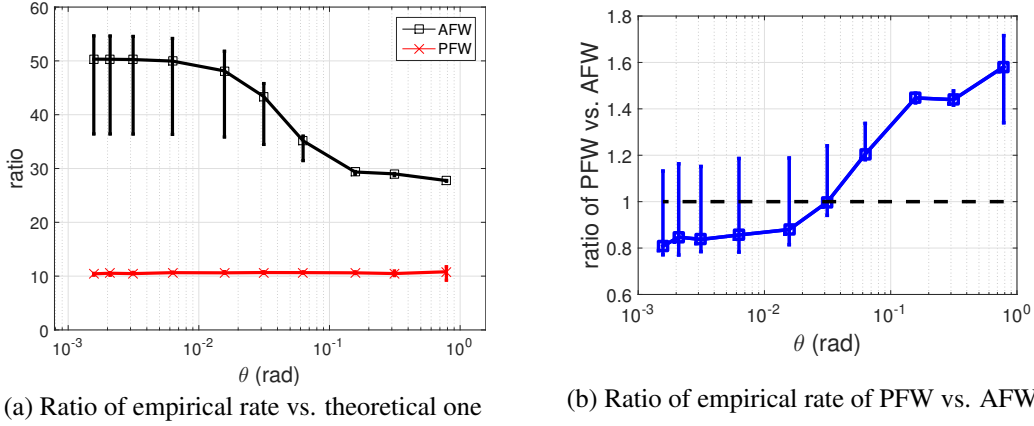 60
50
40
30
20
10
0
ratio
AFW
PFW
10^-3
10^-2
10^-1
10^0
θ (rad)
(a) Ratio of empirical rate vs. theoretical one
1.8
1.6
1.4
1.2
1
0.8
0.6
ratio of PFW vs. AFW
10^-3
10^-2
10^-1
10^0
θ (rad)
(b) Ratio of empirical rate of PFW vs. AFW